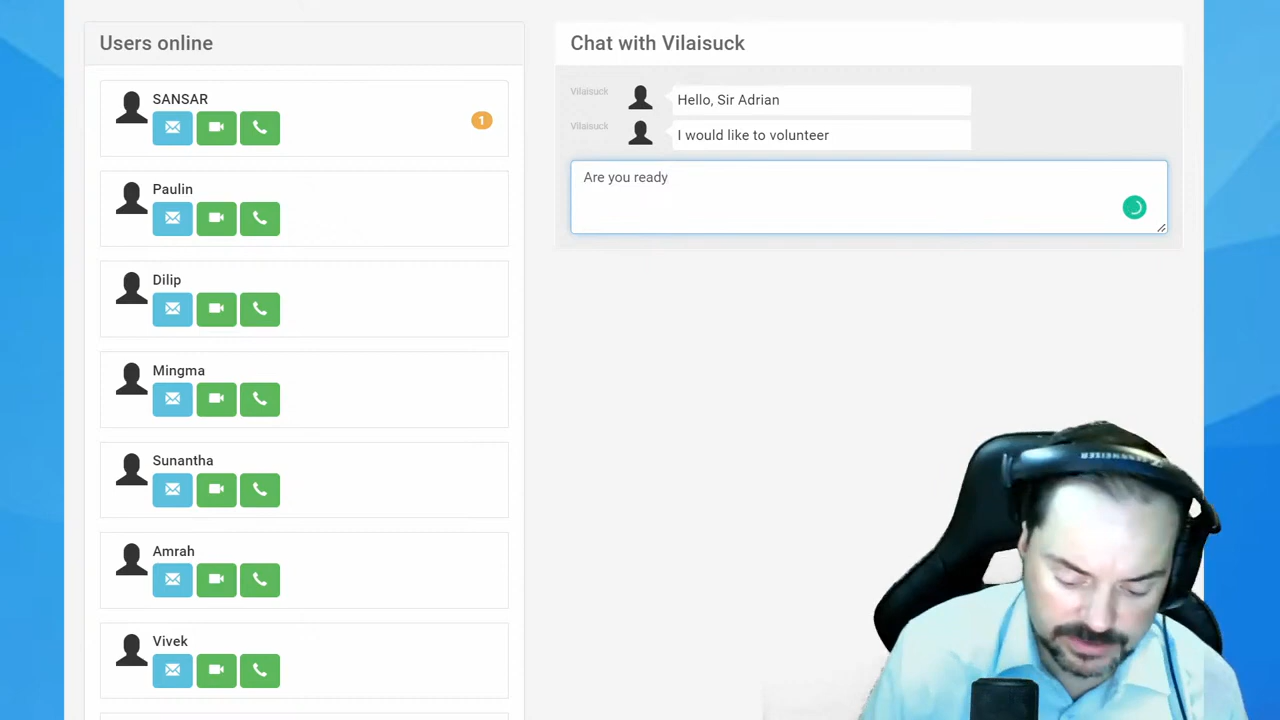 Users online
SANSAR
1
Paulin
Dilip
Mingma
Sunantha
Amrah
Vivek
Chat with Vilaisuck
Vilaisuck
Hello, Sir Adrian
Vilaisuck
I would like to volunteer
Are you ready
SENNHEISER